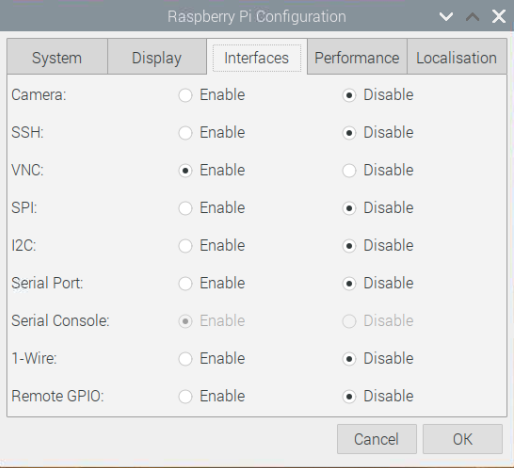 Raspberry Pi Configuration
System Display Interfaces Performance Localisation
Camera: Enable Disable
SSH: Enable Disable
VNC: Enable Disable
SPI: Enable Disable
I2C: Enable Disable
Serial Port: Enable Disable
Serial Console: Enable Disable
1-Wire: Enable Disable
Remote GPIO: Enable Disable
Cancel OK